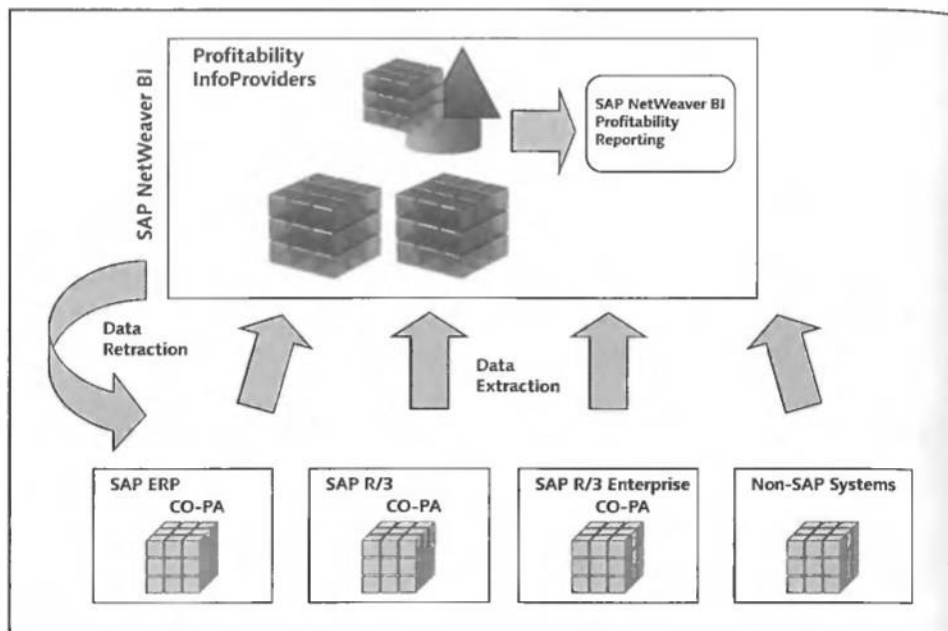 SAP NetWeaver BI
Profitability
InfoProviders
SAP NetWeaver BI
Profitability
Reporting
Data
Retraction
Data
Extraction
SAP ERP
CO-PA
SAP R/3
CO-PA
SAP R/3 Enterprise
CO-PA
Non-SAP Systems